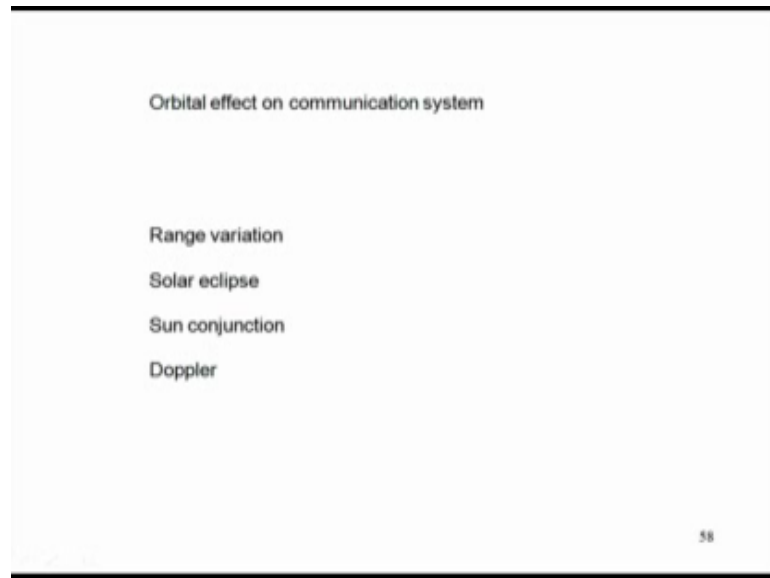 Orbital effect on communication system
Range variation
Solar eclipse
Sun conjunction
Doppler
58